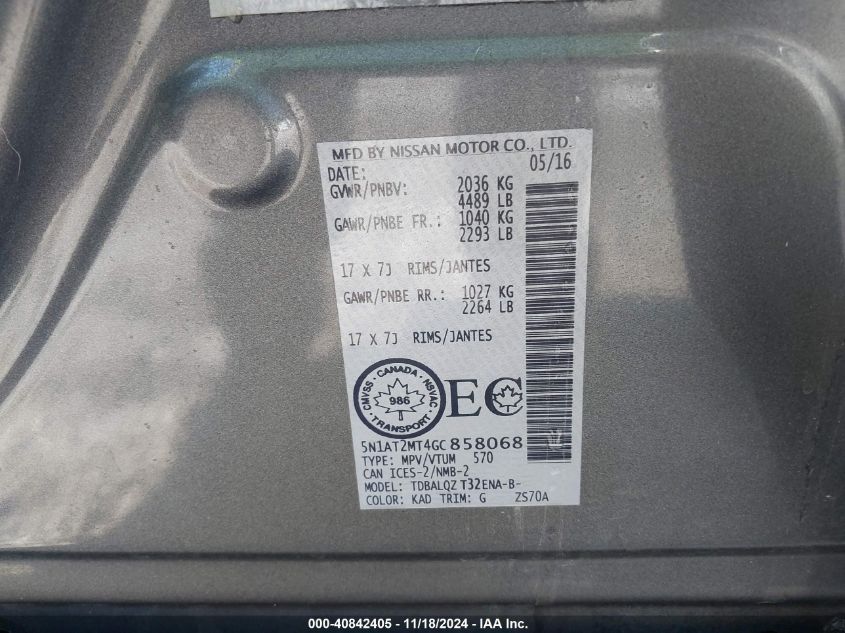 MFD BY NISSAN MOTOR CO., LTD.
DATE: 05/16
GVWR/PNBV: 2036 KG
4489 LB
GAWR/PNBE FR.: 1040 KG
2293 LB
17 X 7J RIMS/JANTES
GAWR/PNBE RR.: 1027 KG
2264 LB
17 X 7J RIMS/JANTES
CMVSS · CANADA · NSVAC
986
TRANSPORT
EC
5N1AT2MT4GC858068
TYPE: MPV/VTUM 570
CAN ICES-2/NMB-2
MODEL: TDBALQZ T32ENA-B-
COLOR: KAD TRIM: G ZS70A
000-40842405 - 11/18/2024 - IAA Inc.